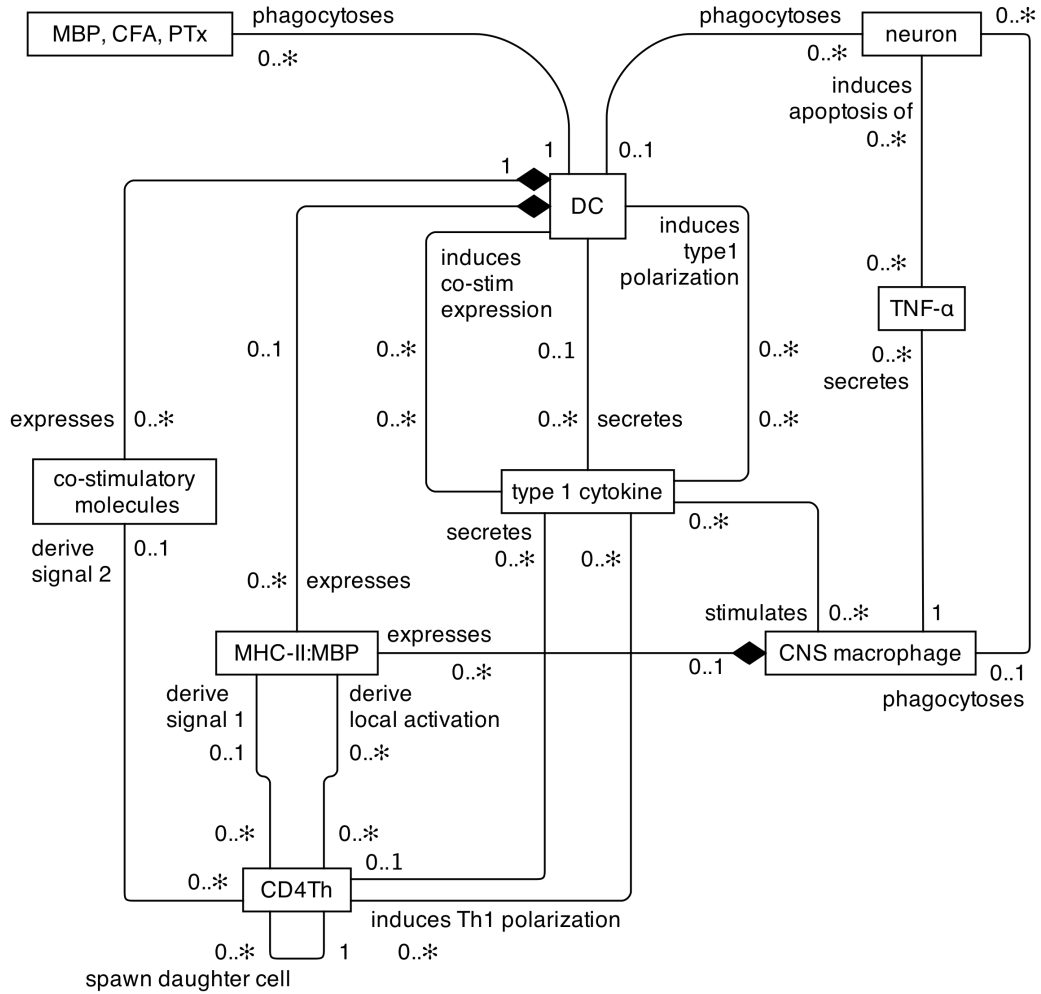 phagocytoses
phagocytoses
0..*
MBP, CFA, PTx
neuron
0..*
0..*
induces
apoptosis of
0..*
1
0..1
1
DC
induces
type1
polarization
induces
co-stim
expression
0..*
TNF-α
0..1
0..*
0..1
0..*
0..*
secretes
expresses
0..*
0..*
0..*
secretes
0..*
co-stimulatory
molecules
type 1 cytokine
0..*
secretes
0..*
0..*
derive
signal 2
0..1
0..*
expresses
stimulates
0..*
1
expresses
MHC-II:MBP
0..*
0..1
CNS macrophage
0..1
phagocytoses
derive
signal 1
derive
local activation
0..1
0..*
0..*
0..*
0..1
0..*
CD4Th
induces Th1 polarization
0..*
1
0..*
spawn daughter cell